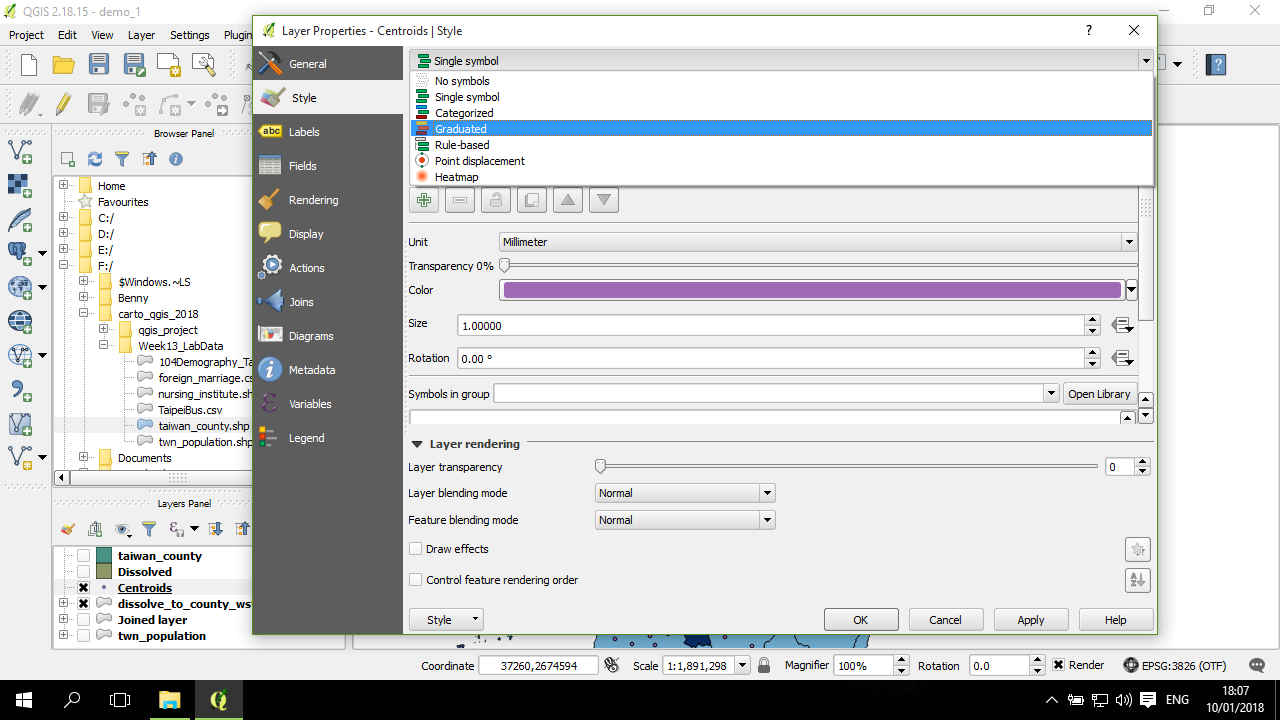 QGIS 2.18.15 - demo_1
Project Edit View Layer Settings Plugin
Browser Panel
Home
Favourites
C:/
D:/
E:/
F:/
$Windows.~LS
Benny
carto_qgis_2018
qgis_project
Week13_LabData
104Demography_Ta
foreign_marriage.cs
nursing_institute.sh
TaipeiBus.csv
taiwan_county.shp
twn_population.shp
Documents
Layers Panel
taiwan_county
Dissolved
Centroids
dissolve_to_county_ws
Joined layer
twn_population
Layer Properties - Centroids | Style
General
Style
abc Labels
Fields
Rendering
Display
Actions
Joins
Diagrams
Metadata
Variables
Legend
Single symbol
No symbols
Single symbol
Categorized
Graduated
Rule-based
Point displacement
Heatmap
Unit Millimeter
Transparency 0%
Color
Size 1.00000
Rotation 0.00 °
Symbols in group Open Library
Layer rendering
Layer transparency 0
Layer blending mode Normal
Feature blending mode Normal
Draw effects
Control feature rendering order
Style OK Cancel Apply Help
Coordinate 37260,2674594 Scale 1:1,891,298 Magnifier 100% Rotation 0.0 Render EPSG:3826 (OTF)
ENG
18:07
10/01/2018